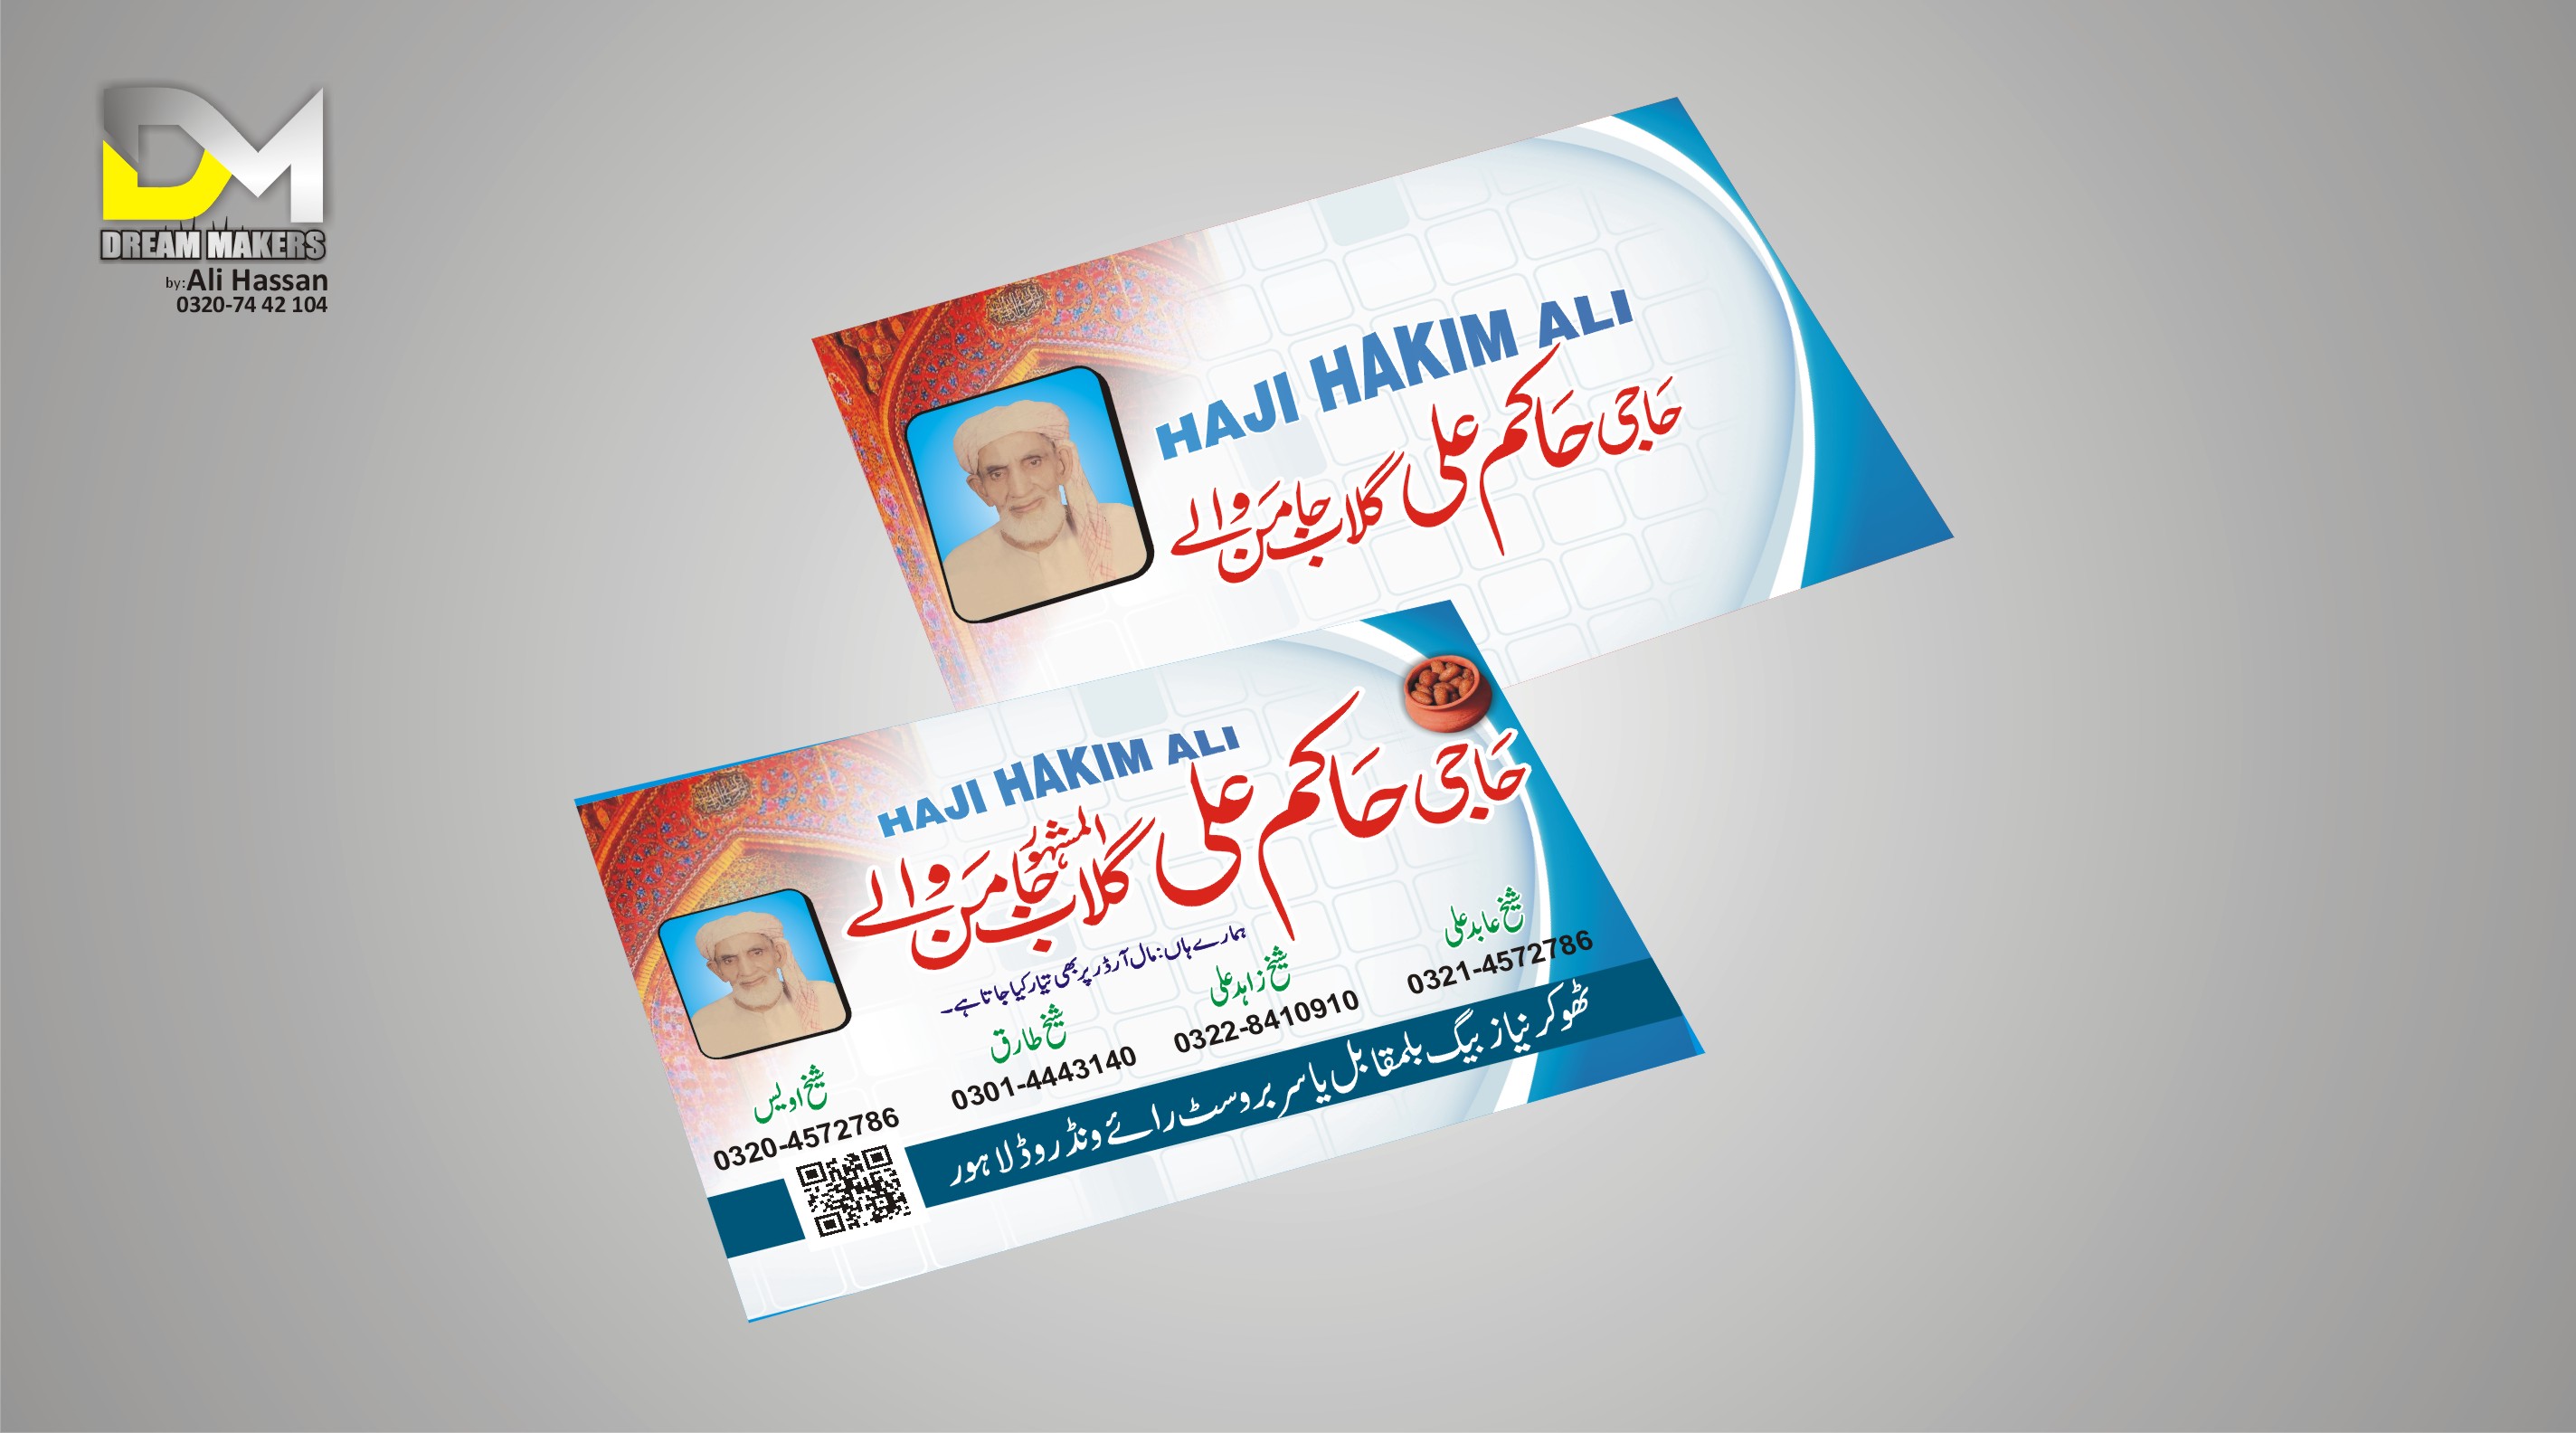 DM
DREAM MAKERS
by: Ali Hassan
0320-74 42 104
HAJI HAKIM ALI
حاجی حاکم علی گلاب جامن والے
HAJI HAKIM ALI
حاجی حاکم علی المشہور گلاب جامن والے
ہمارے ہاں: مال آرڈر پر بھی تیار کیا جاتا ہے۔
شیخ عابد علی
0321-4572786
شیخ زاہد علی
0322-8410910
شیخ طارق
0301-4443140
شیخ اویس
0320-4572786
ٹھوکر نیاز بیگ بلمقابل یاسر بروسٹ رائے ونڈ روڈ لاہور